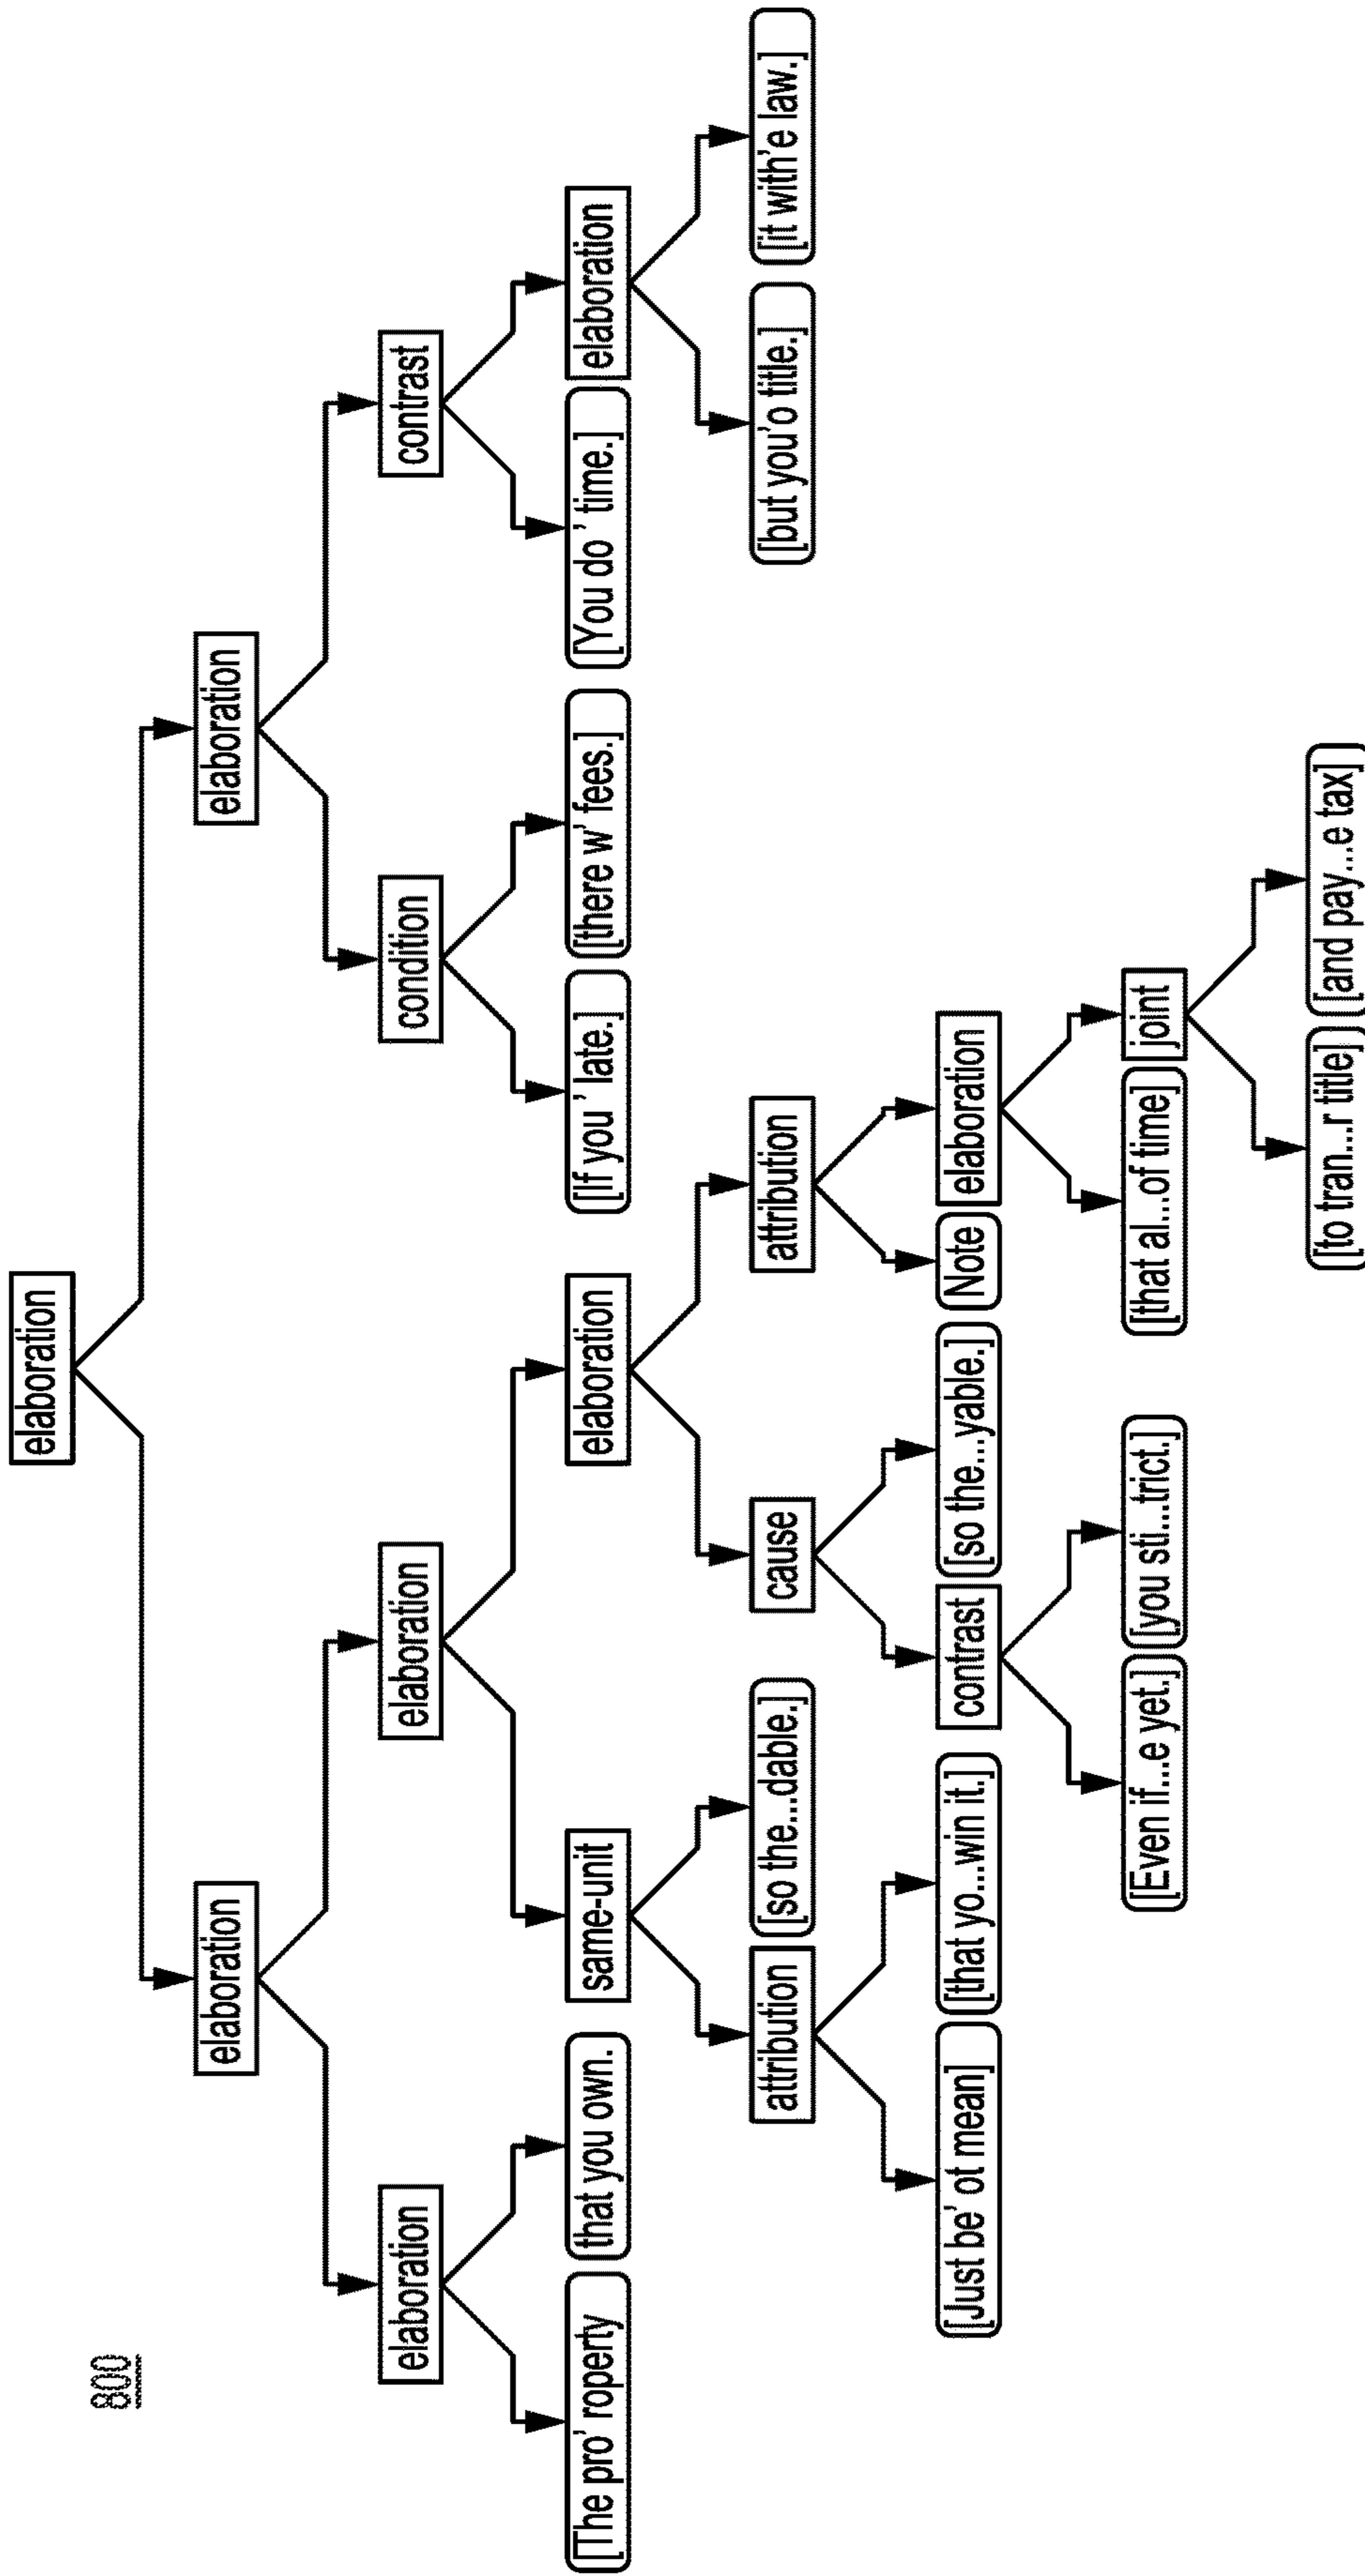 800
elaboration
elaboration
elaboration
elaboration
elaboration
condition
contrast
[The pro' roperty
that you own.
same-unit
elaboration
[If you ' late.]
[there w' fees.]
[You do ' time.]
elaboration
attribution
[so the...dable.]
cause
attribution
[but you'o title.]
[it with'e law.]
[Just be' ot mean]
[that yo...win it.]
contrast
[so the...yable.]
Note
elaboration
[Even if...e yet.]
[you sti...trict.]
[that al...of time]
joint
[to tran...r title]
[and pay...e tax]